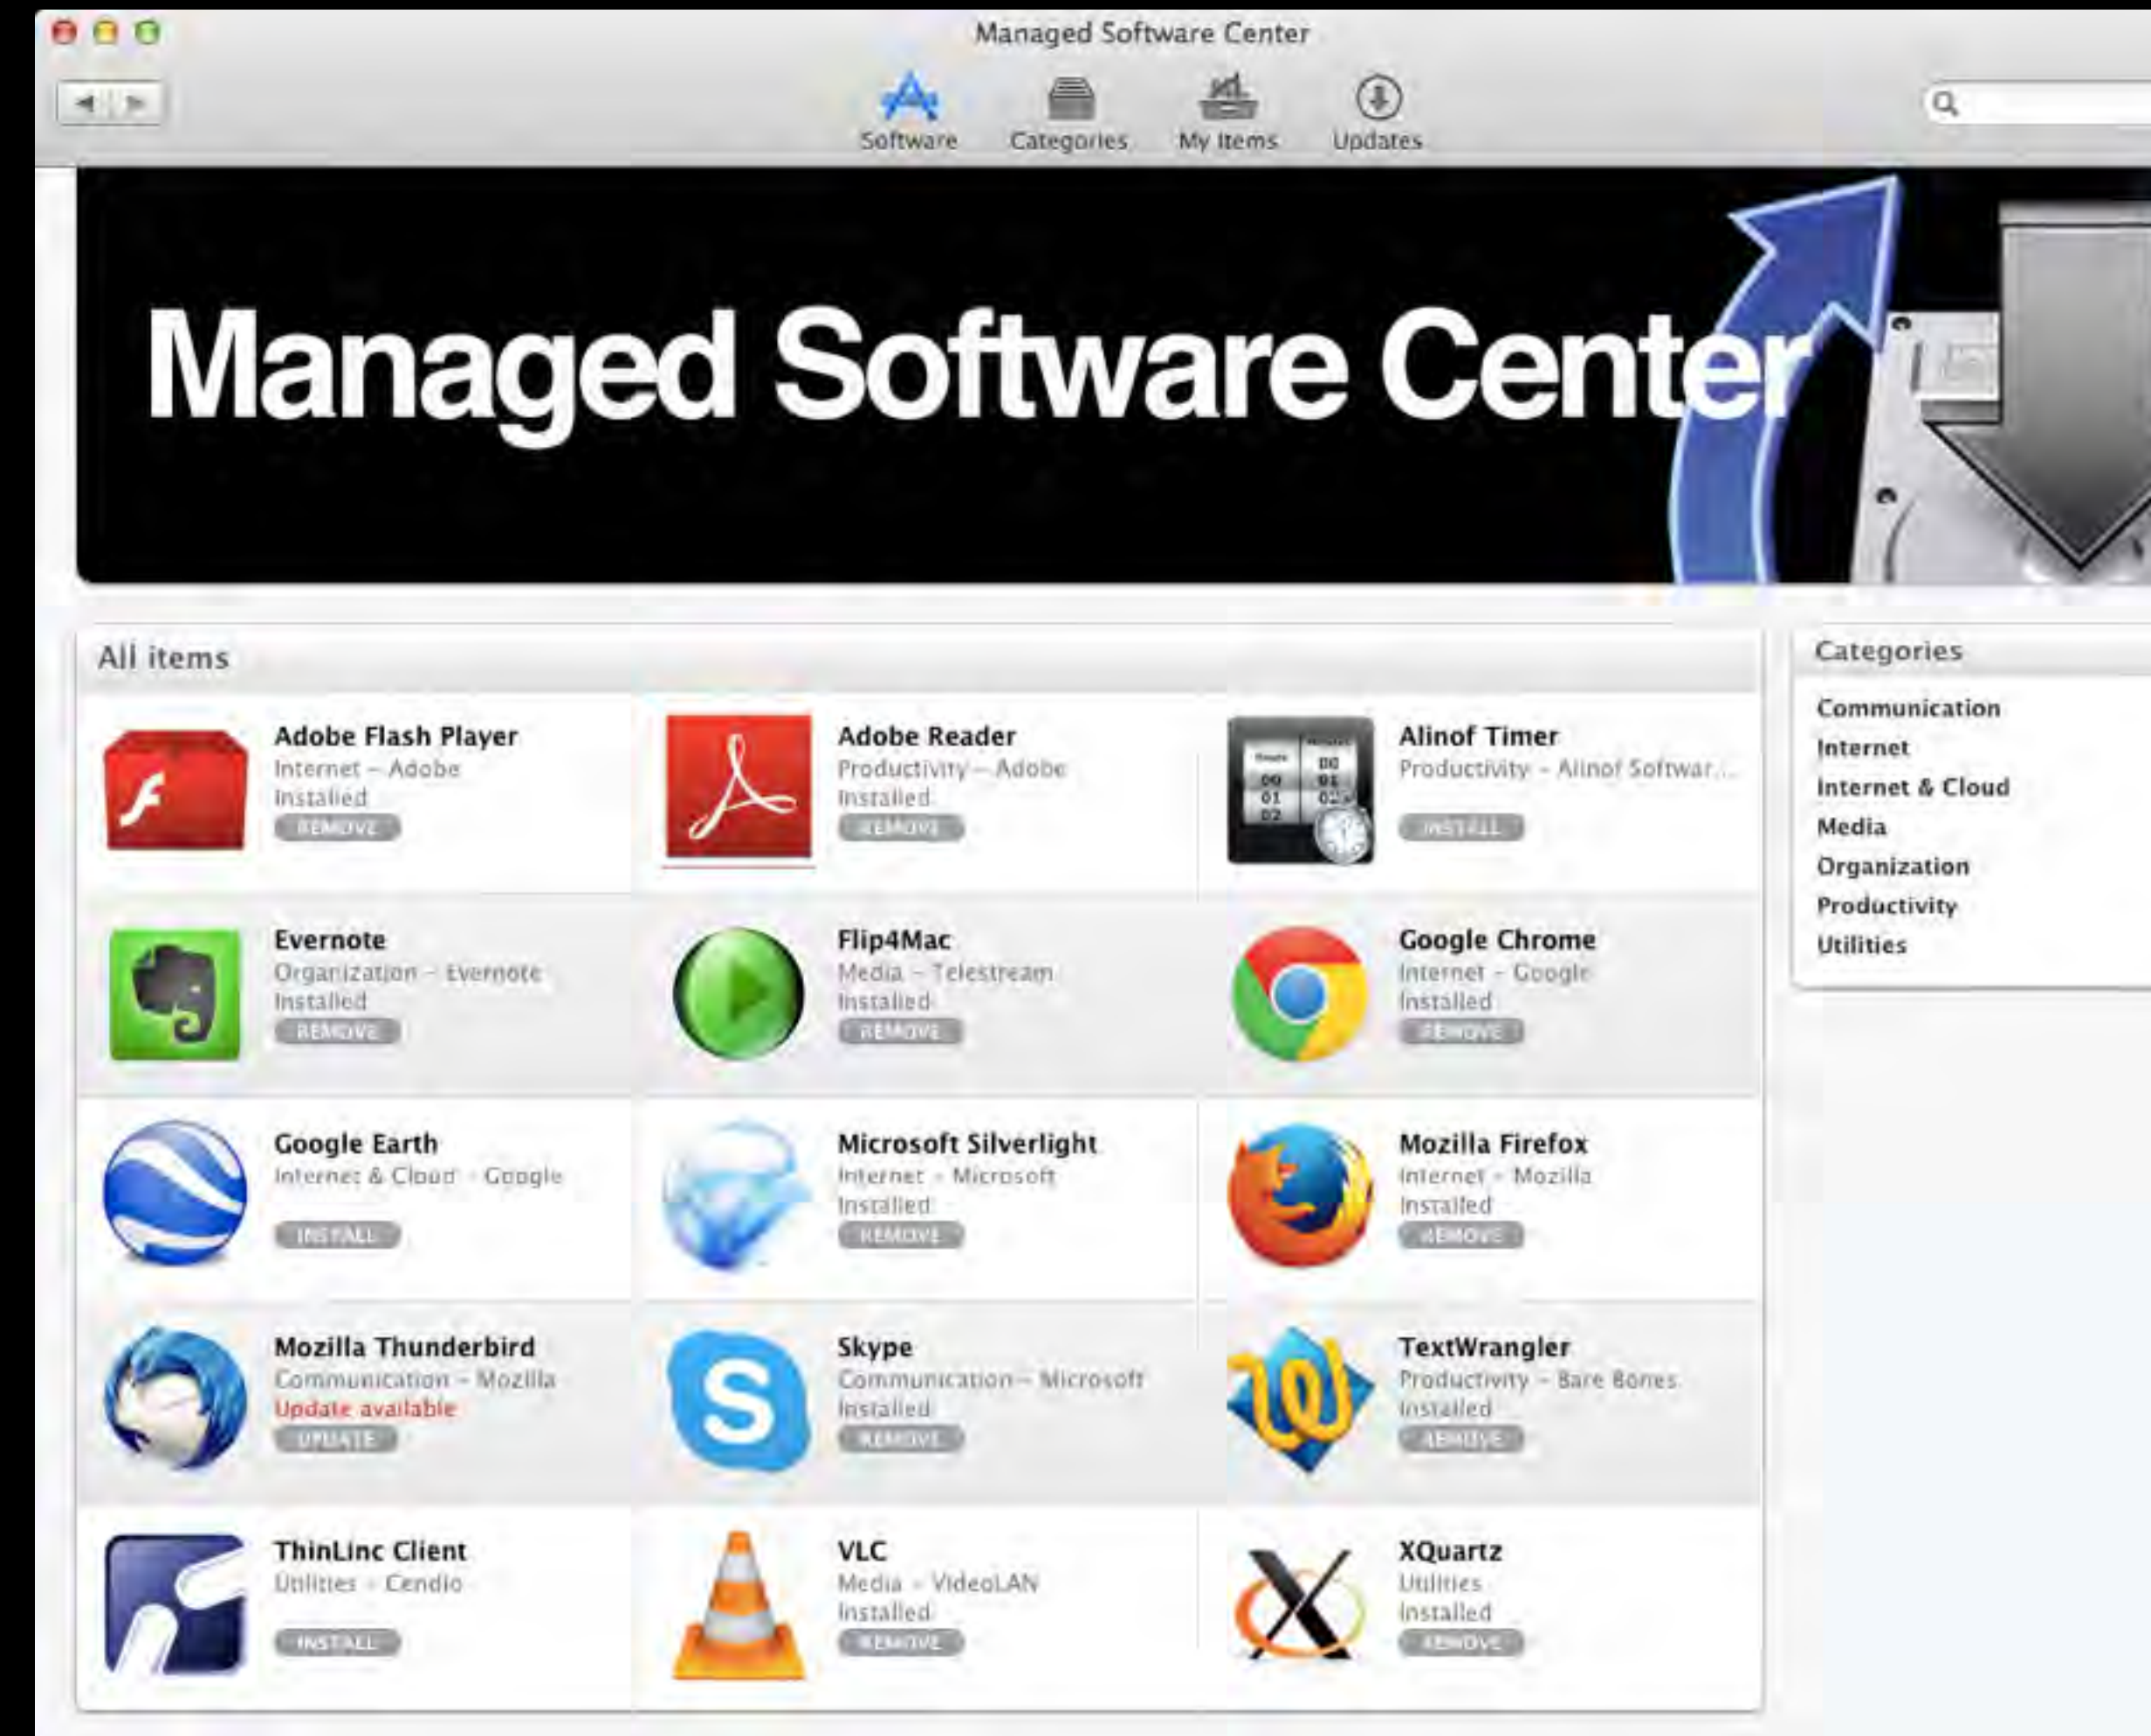 Managed Software Center
Software
Categories
My Items
Updates
Managed Software Center
All items
Adobe Flash Player
Internet – Adobe
Installed
REMOVE
Adobe Reader
Productivity – Adobe
Installed
REMOVE
Alinof Timer
Productivity – Alinof Softwar...
INSTALL
Evernote
Organization – Evernote
Installed
REMOVE
Flip4Mac
Media – Telestream
Installed
REMOVE
Google Chrome
Internet – Google
Installed
REMOVE
Google Earth
Internet & Cloud – Google
INSTALL
Microsoft Silverlight
Internet – Microsoft
Installed
REMOVE
Mozilla Firefox
Internet – Mozilla
Installed
REMOVE
Mozilla Thunderbird
Communication – Mozilla
Update available
UPDATE
Skype
Communication – Microsoft
Installed
REMOVE
TextWrangler
Productivity – Bare Bones
Installed
REMOVE
ThinLinc Client
Utilities – Cendio
INSTALL
VLC
Media – VideoLAN
Installed
REMOVE
XQuartz
Utilities
Installed
REMOVE
Categories
Communication
Internet
Internet & Cloud
Media
Organization
Productivity
Utilities